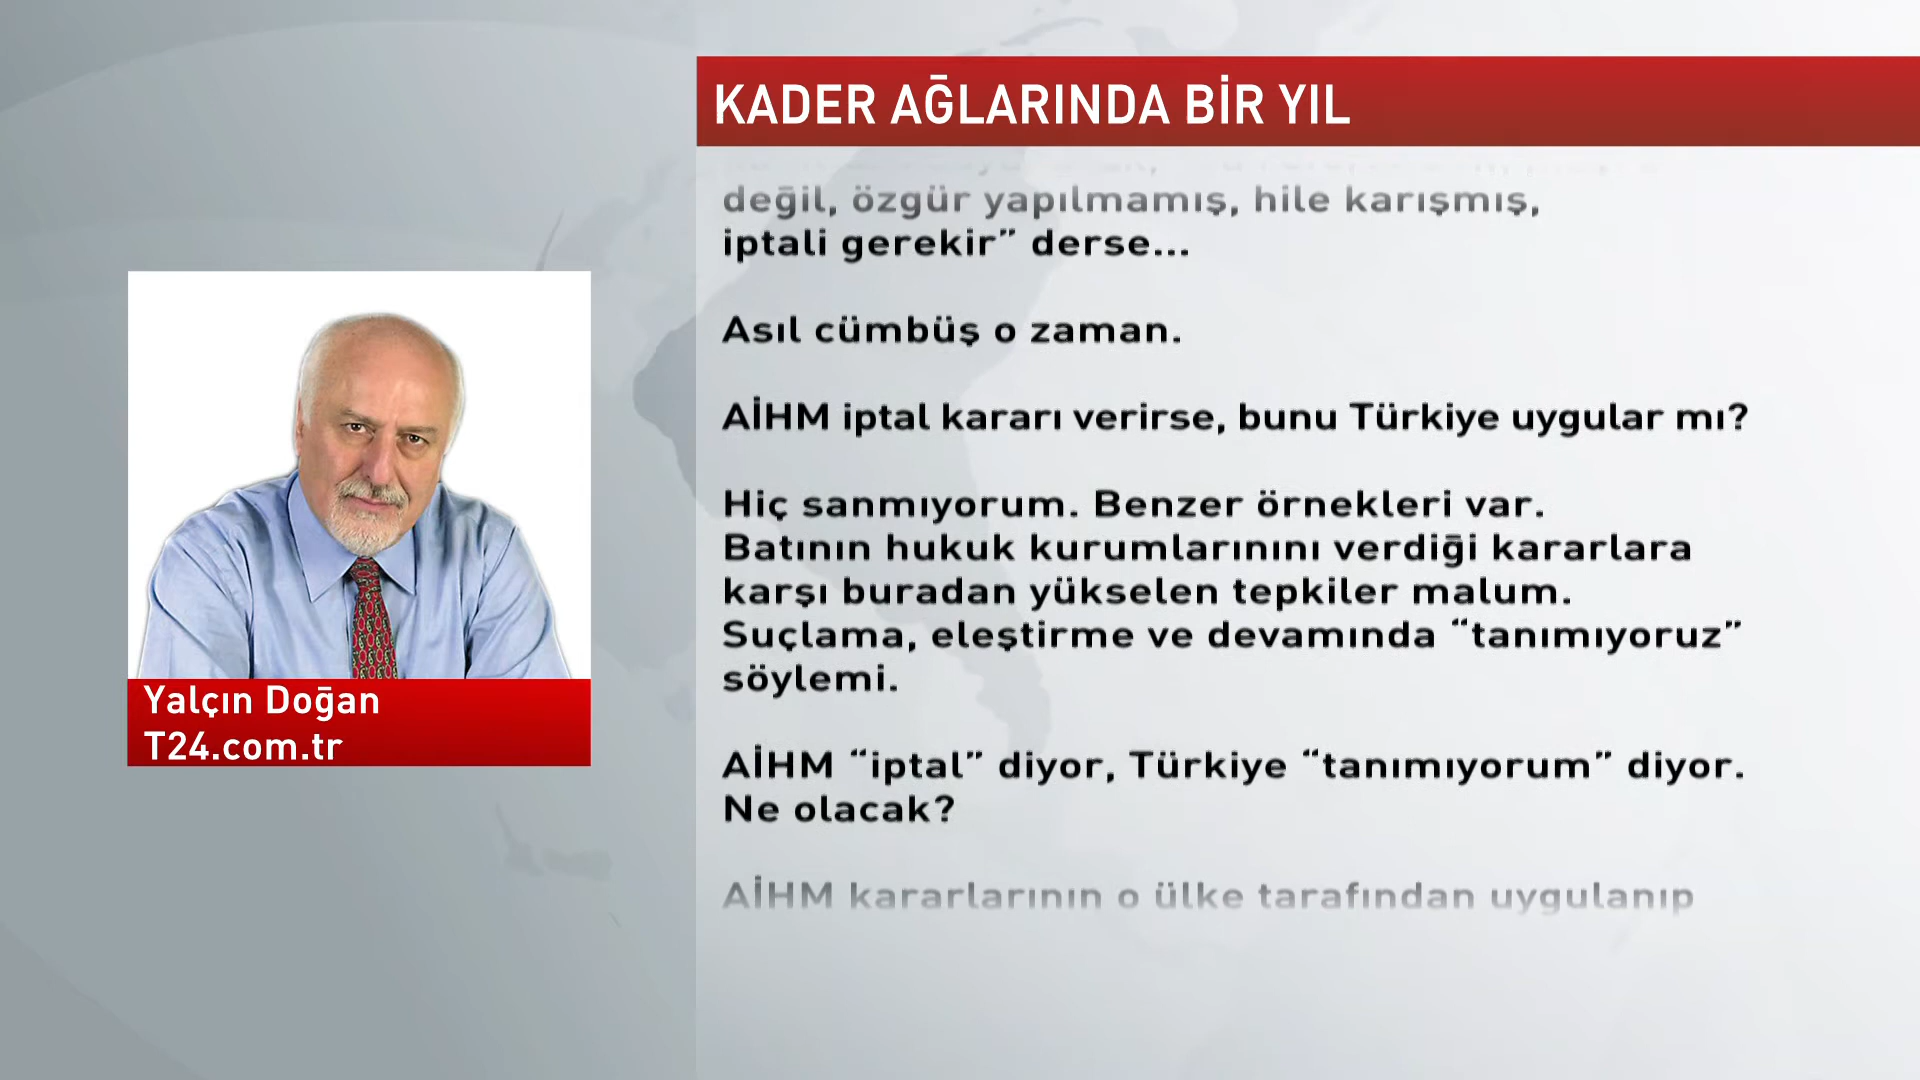 KADER AĞLARINDA BİR YIL
değil, özgür yapılmamış, hile karışmış,
iptali gerekir” derse...
Asıl cümbüş o zaman.
AİHM iptal kararı verirse, bunu Türkiye uygular mı?
Hiç sanmıyorum. Benzer örnekleri var.
Batının hukuk kurumlarınını verdiği kararlara
karşı buradan yükselen tepkiler malum.
Suçlama, eleştirme ve devamında “tanımıyoruz”
söylemi.
AİHM “iptal” diyor, Türkiye “tanımıyorum” diyor.
Ne olacak?
AİHM kararlarının o ülke tarafından uygulanıp
Yalçın Doğan
T24.com.tr